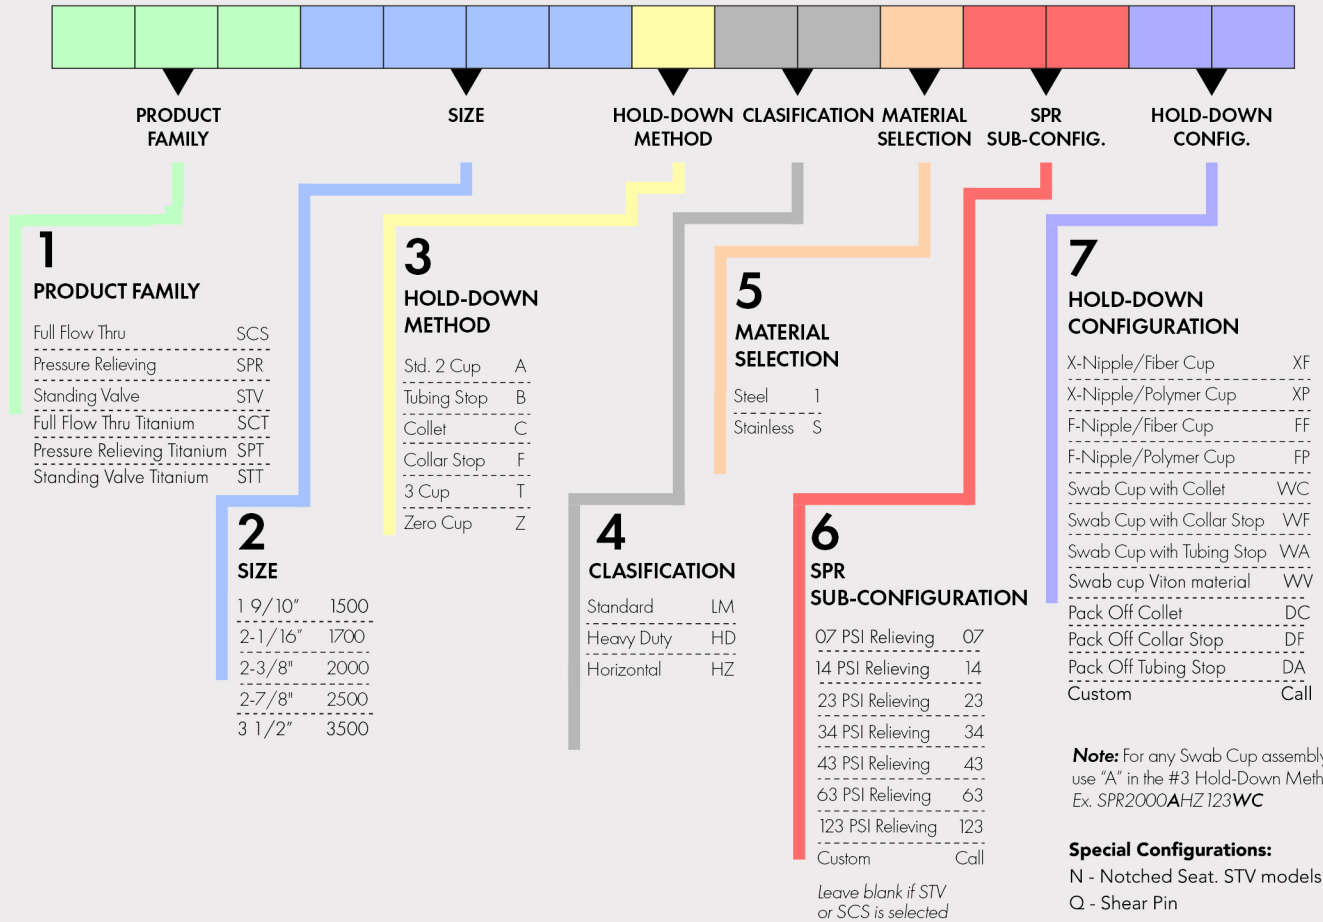 PRODUCT FAMILY
SIZE
HOLD-DOWN METHOD
CLASIFICATION
MATERIAL SELECTION
SPR SUB-CONFIG.
HOLD-DOWN CONFIG.
1
PRODUCT FAMILY
Full Flow Thru SCS
Pressure Relieving SPR
Standing Valve STV
Full Flow Thru Titanium SCT
Pressure Relieving Titanium SPT
Standing Valve Titanium STT
2
SIZE
1 9/10" 1500
2-1/16" 1700
2-3/8" 2000
2-7/8" 2500
3 1/2" 3500
3
HOLD-DOWN
METHOD
Std. 2 Cup A
Tubing Stop B
Collet C
Collar Stop F
3 Cup T
Zero Cup Z
4
CLASIFICATION
Standard LM
Heavy Duty HD
Horizontal HZ
5
MATERIAL
SELECTION
Steel 1
Stainless S
6
SPR
SUB-CONFIGURATION
07 PSI Relieving 07
14 PSI Relieving 14
23 PSI Relieving 23
34 PSI Relieving 34
43 PSI Relieving 43
63 PSI Relieving 63
123 PSI Relieving 123
Custom Call
Leave blank if STV
or SCS is selected
7
HOLD-DOWN
CONFIGURATION
X-Nipple/Fiber Cup XF
X-Nipple/Polymer Cup XP
F-Nipple/Fiber Cup FF
F-Nipple/Polymer Cup FP
Swab Cup with Collet WC
Swab Cup with Collar Stop WF
Swab Cup with Tubing Stop WA
Swab cup Viton material WV
Pack Off Collet DC
Pack Off Collar Stop DF
Pack Off Tubing Stop DA
Custom Call
Note: For any Swab Cup assembly
use "A" in the #3 Hold-Down Meth
Ex. SPR2000AHZ123WC
Special Configurations:
N - Notched Seat. STV models
Q - Shear Pin